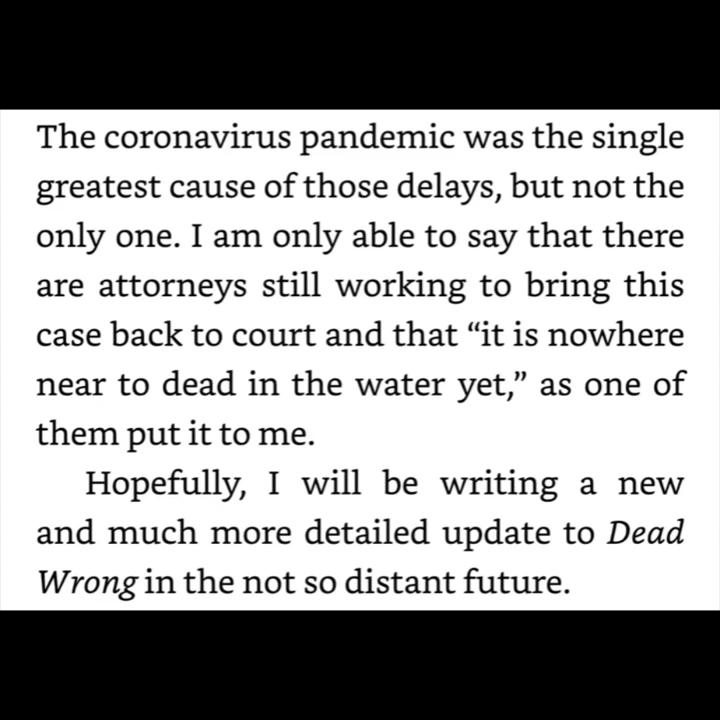 The coronavirus pandemic was the single
greatest cause of those delays, but not the
only one. I am only able to say that there
are attorneys still working to bring this
case back to court and that “it is nowhere
near to dead in the water yet,” as one of
them put it to me.
Hopefully, I will be writing a new
and much more detailed update to Dead
Wrong in the not so distant future.